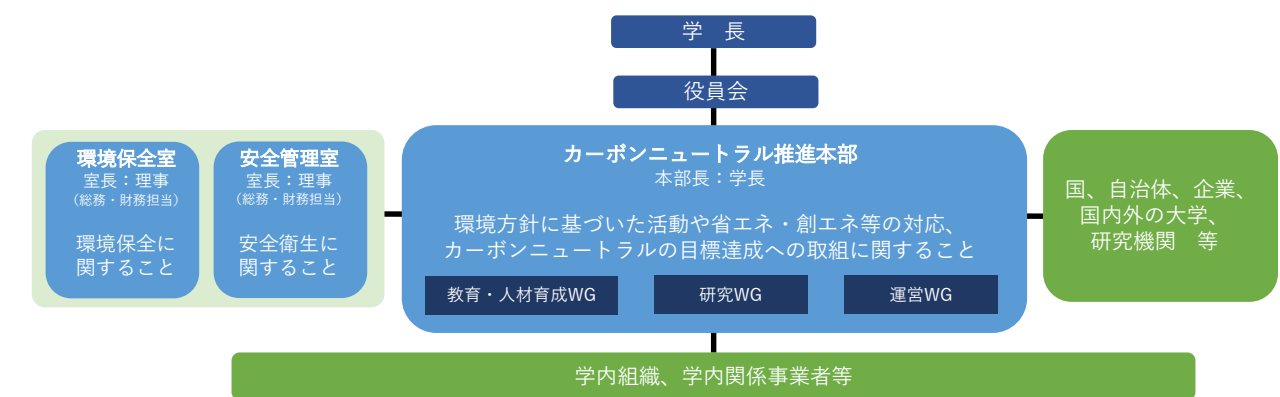 学　長
役員会
環境保全室
室長：理事
（総務・財務担当）
環境保全に
関すること
安全管理室
室長：理事
（総務・財務担当）
安全衛生に
関すること
カーボンニュートラル推進本部
本部長：学長
環境方針に基づいた活動や省エネ・創エネ等の対応、
カーボンニュートラルの目標達成への取組に関すること
教育・人材育成WG
研究WG
運営WG
国、自治体、企業、
国内外の大学、
研究機関　等
学内組織、学内関係事業者等